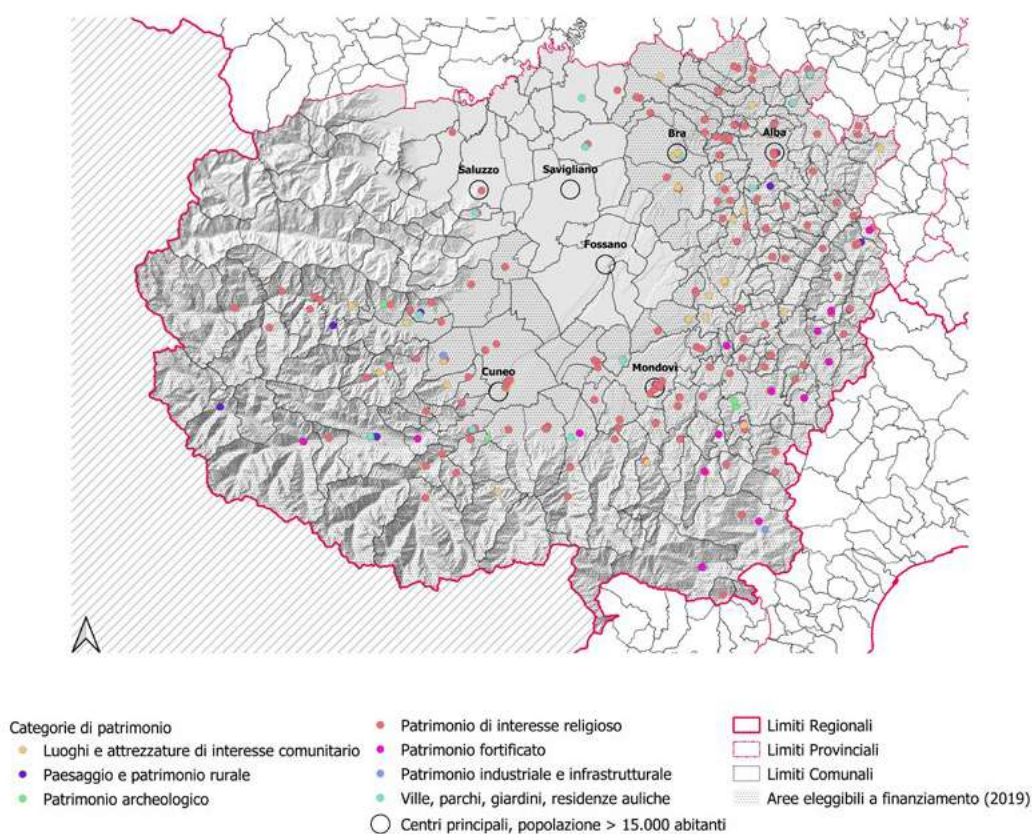 Bra
Alba
Saluzzo
Savigliano
Fossano
Cuneo
Mondovì
Categorie di patrimonio
Luoghi e attrezzature di interesse comunitario
Paesaggio e patrimonio rurale
Patrimonio archeologico
Patrimonio di interesse religioso
Patrimonio fortificato
Patrimonio industriale e infrastrutturale
Ville, parchi, giardini, residenze auliche
Centri principali, popolazione > 15.000 abitanti
Limiti Regionali
Limiti Provinciali
Limiti Comunali
Aree eleggibili a finanziamento (2019)